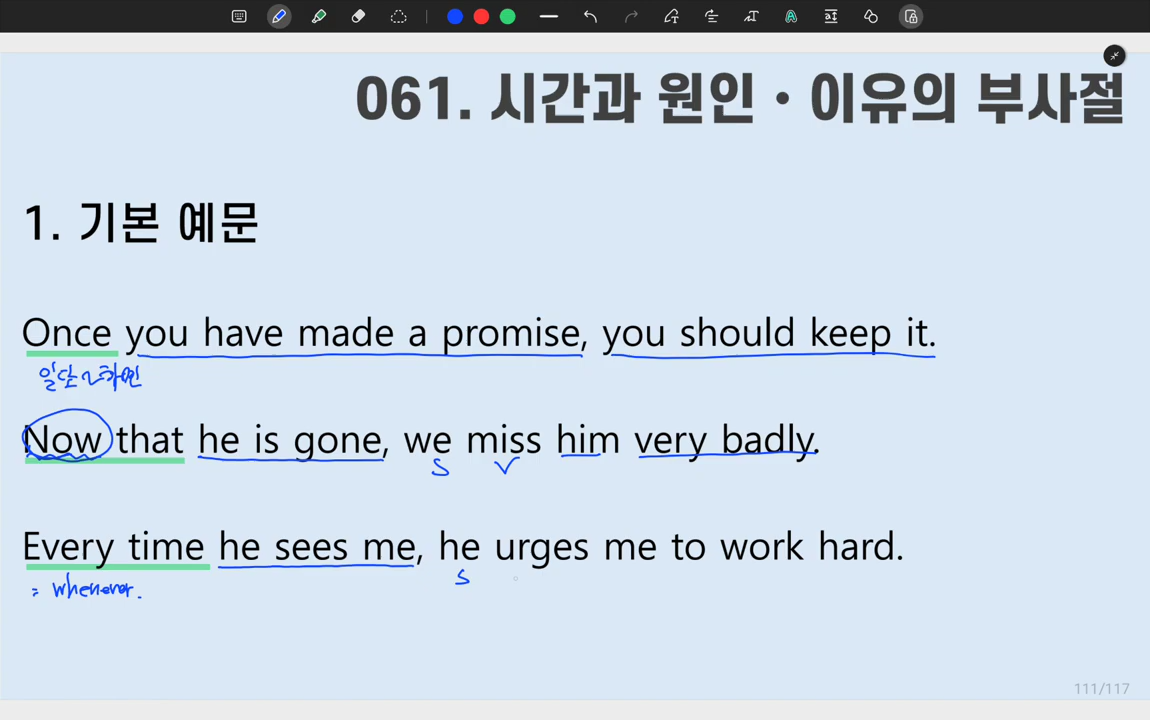 061. 시간과 원인・이유의 부사절
1. 기본 예문
Once you have made a promise, you should keep it.
일단 ~하면
Now that he is gone, we miss him very badly.
S V
Every time he sees me, he urges me to work hard.
= whenever. S
111/117